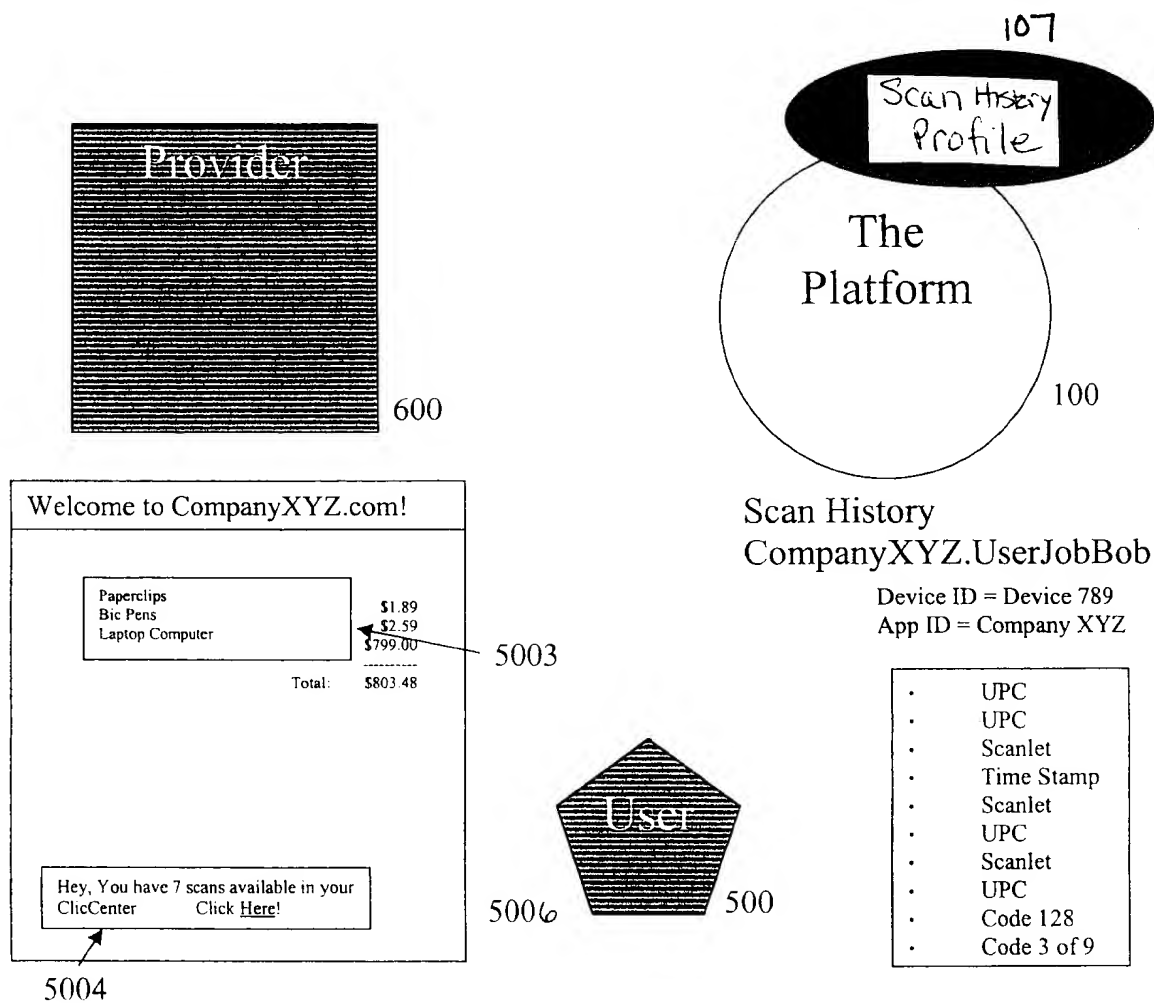 107
Scan History
Profile
Provider
The
Platform
600
100
Welcome to CompanyXYZ.com!
Paperclips $1.89
Bic Pens $2.59
Laptop Computer $799.00
----------
Total: $803.48
5003
Scan History
CompanyXYZ.UserJobBob
Device ID = Device 789
App ID = Company XYZ
· UPC
· UPC
· Scanlet
· Time Stamp
· Scanlet
· UPC
· Scanlet
· UPC
· Code 128
· Code 3 of 9
User
5006
500
Hey, You have 7 scans available in your
ClicCenter Click Here!
5004